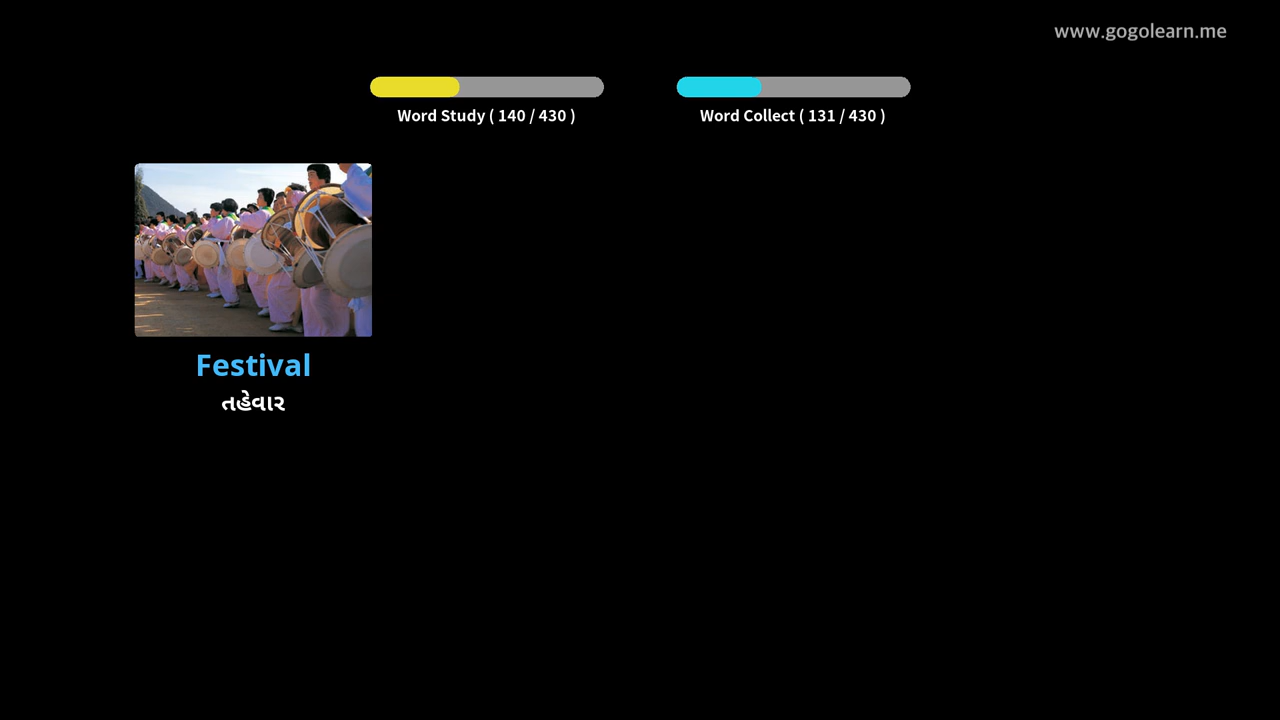 www.gogolearn.me
Word Study ( 140 / 430 )
Word Collect ( 131 / 430 )
Festival
તહેવાર